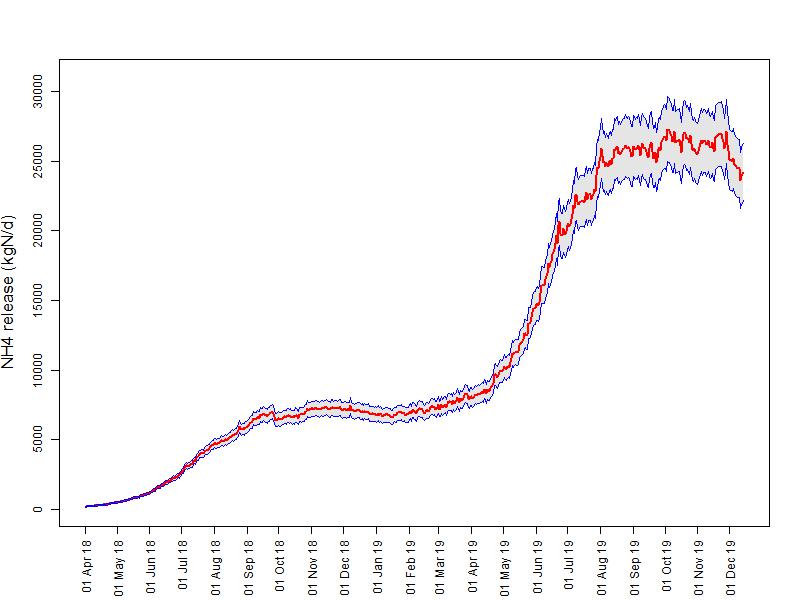 NH4 release (kgN/d)
30000
25000
20000
15000
10000
5000
0
01 Apr 18
01 May 18
01 Jun 18
01 Jul 18
01 Aug 18
01 Sep 18
01 Oct 18
01 Nov 18
01 Dec 18
01 Jan 19
01 Feb 19
01 Mar 19
01 Apr 19
01 May 19
01 Jun 19
01 Jul 19
01 Aug 19
01 Sep 19
01 Oct 19
01 Nov 19
01 Dec 19